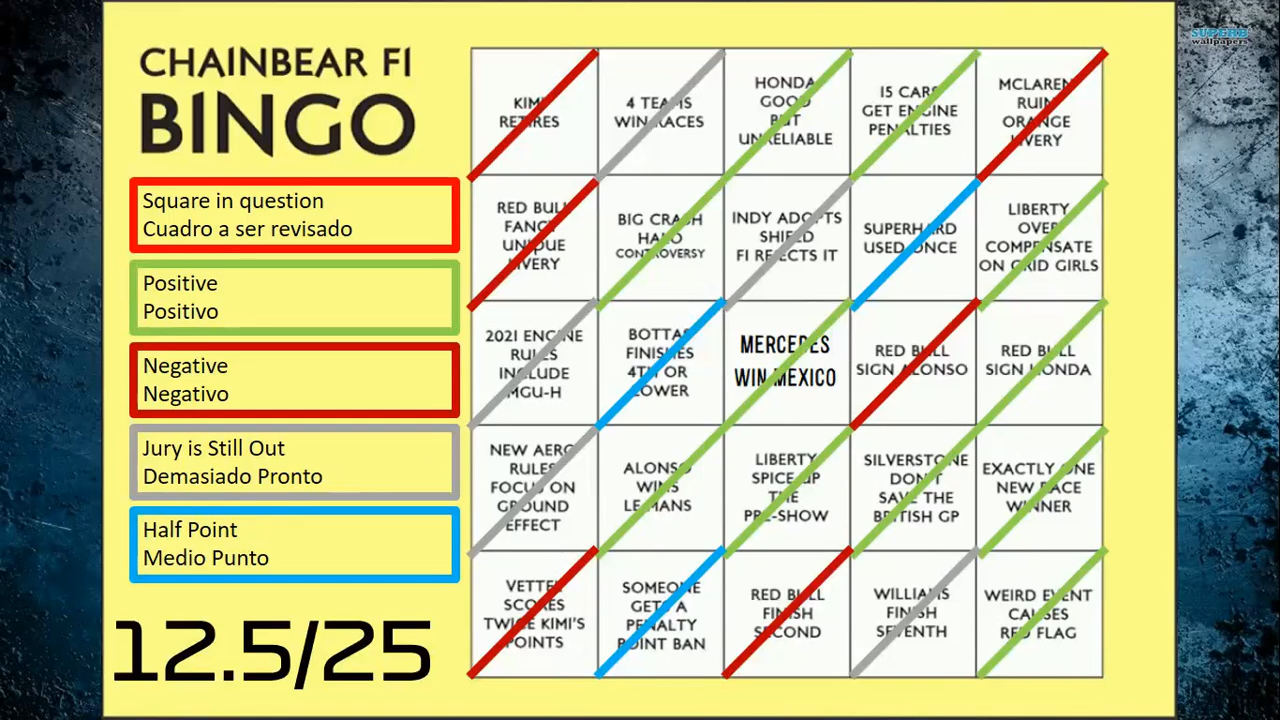 CHAINBEAR F1
BINGO
Square in question
Cuadro a ser revisado
Positive
Positivo
Negative
Negativo
Jury is Still Out
Demasiado Pronto
Half Point
Medio Punto
12.5/25
KIMI
RETIRES
4 TEAMS
WIN RACES
HONDA
GOOD
BUT
UNRELIABLE
15 CARS
GET ENGINE
PENALTIES
MCLAREN
RUIN
ORANGE
LIVERY
RED BULL
FANCY
UNIQUE
LIVERY
BIG CRASH
HALO
CONTROVERSY
INDY ADOPTS
SHIELD
F1 REJECTS IT
SUPERHARD
USED ONCE
LIBERTY
OVER
COMPENSATE
ON GRID GIRLS
2021 ENGINE
RULES
INCLUDE
MGU-H
BOTTAS
FINISHES
4TH OR
LOWER
MERCEDES
WIN MEXICO
RED BULL
SIGN ALONSO
RED BULL
SIGN HONDA
NEW AERO
RULES
FOCUS ON
GROUND
EFFECT
ALONSO
WINS
LE MANS
LIBERTY
SPICE UP
THE
PRE-SHOW
SILVERSTONE
DON'T
SAVE THE
BRITISH GP
EXACTLY ONE
NEW RACE
WINNER
VETTEL
SCORES
TWICE KIMI'S
POINTS
SOMEONE
GETS A
PENALTY
POINT BAN
RED BULL
FINISH
SECOND
WILLIAMS
FINISH
SEVENTH
WEIRD EVENT
CAUSES
RED FLAG
SUPERB
wallpapers